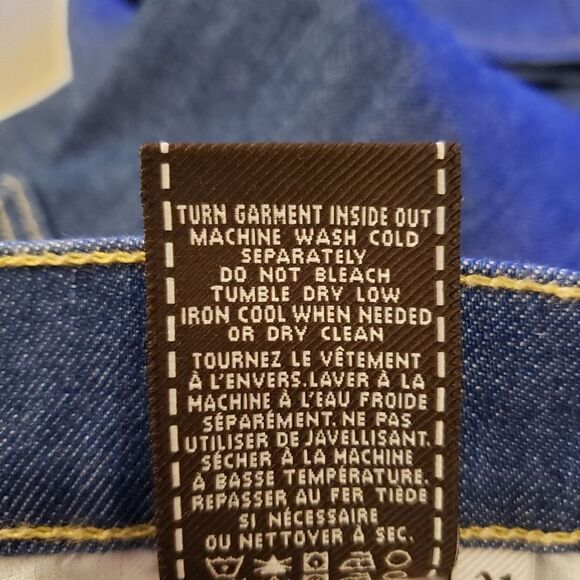 TURN GARMENT INSIDE OUT
MACHINE WASH COLD
SEPARATELY
DO NOT BLEACH
TUMBLE DRY LOW
IRON COOL WHEN NEEDED
OR DRY CLEAN
TOURNEZ LE VÊTEMENT
À L'ENVERS.LAVER À LA
MACHINE À L'EAU FROIDE
SÉPARÉMENT. NE PAS
UTILISER DE JAVELLISANT.
SÉCHER À LA MACHINE
À BASSE TEMPÉRATURE.
REPASSER AU FER TIÈDE
SI NÉCESSAIRE
OU NETTOYER À SEC.